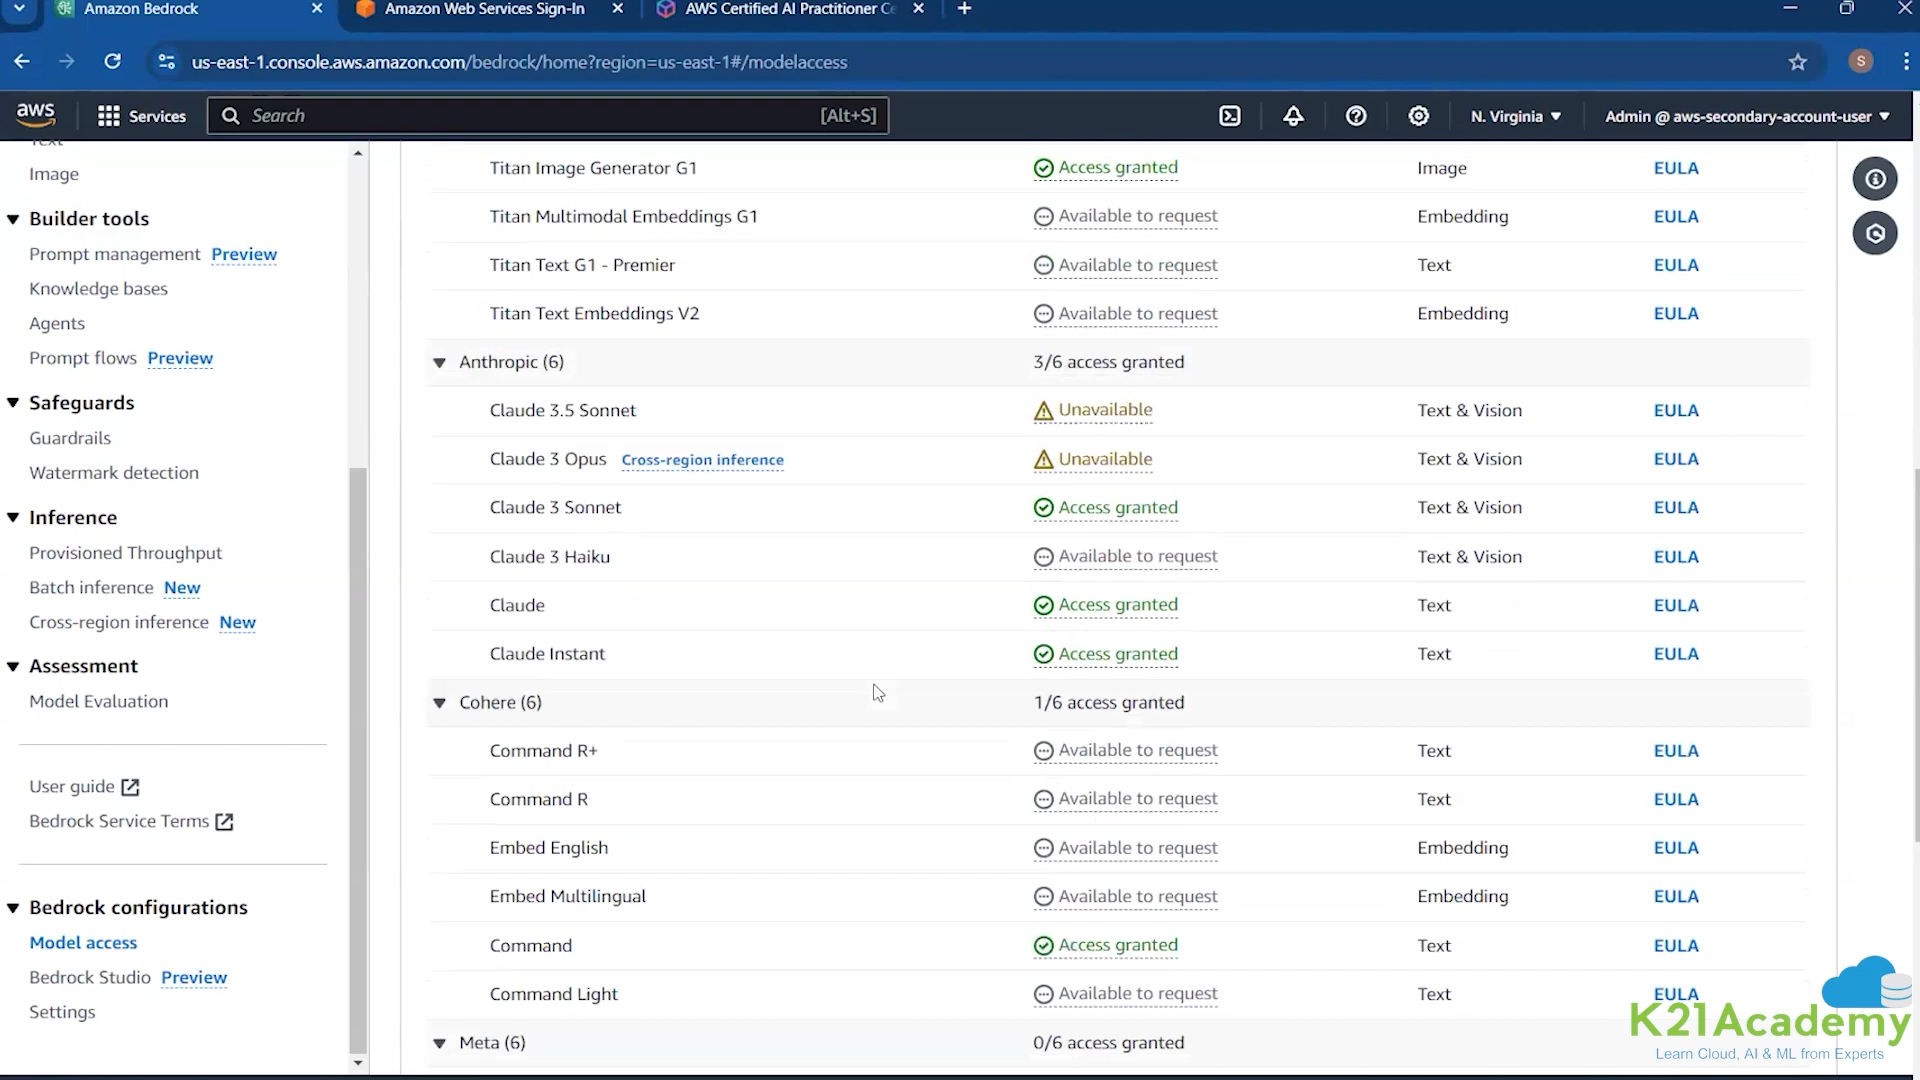 Amazon Bedrock
Amazon Web Services Sign-In
AWS Certified AI Practitioner Ce
us-east-1.console.aws.amazon.com/bedrock/home?region=us-east-1#/modelaccess
S
aws
Services
Search
[Alt+S]
N. Virginia
Admin @ aws-secondary-account-user
Text
Image
Builder tools
Prompt management Preview
Knowledge bases
Agents
Prompt flows Preview
Safeguards
Guardrails
Watermark detection
Inference
Provisioned Throughput
Batch inference New
Cross-region inference New
Assessment
Model Evaluation
User guide
Bedrock Service Terms
Bedrock configurations
Model access
Bedrock Studio Preview
Settings
Titan Image Generator G1 Access granted Image EULA
Titan Multimodal Embeddings G1 Available to request Embedding EULA
Titan Text G1 - Premier Available to request Text EULA
Titan Text Embeddings V2 Available to request Embedding EULA
Anthropic (6) 3/6 access granted
Claude 3.5 Sonnet Unavailable Text & Vision EULA
Claude 3 Opus Cross-region inference Unavailable Text & Vision EULA
Claude 3 Sonnet Access granted Text & Vision EULA
Claude 3 Haiku Available to request Text & Vision EULA
Claude Access granted Text EULA
Claude Instant Access granted Text EULA
Cohere (6) 1/6 access granted
Command R+ Available to request Text EULA
Command R Available to request Text EULA
Embed English Available to request Embedding EULA
Embed Multilingual Available to request Embedding EULA
Command Access granted Text EULA
Command Light Available to request Text EULA
Meta (6) 0/6 access granted
K21Academy
Learn Cloud, AI & ML from Experts